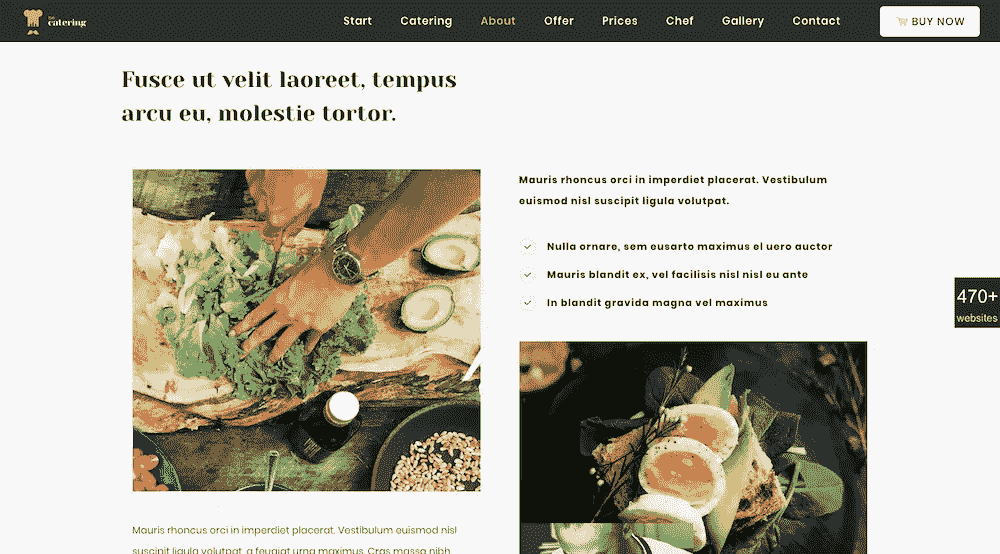 be
catering
Start Catering About Offer Prices Chef Gallery Contact BUY NOW
Fusce ut velit laoreet, tempus
arcu eu, molestie tortor.
Mauris rhoncus orci in imperdiet placerat. Vestibulum
euismod nisl suscipit ligula volutpat.
Nulla ornare, sem eusarto maximus el uero auctor
Mauris blandit ex, vel facilisis nisl nisl eu ante
In blandit gravida magna vel maximus
470+
websites
Mauris rhoncus orci in imperdiet placerat. Vestibulum euismod nisl
suscipit ligula volutpat, a feugiat urna maximus. Cras massa nibh